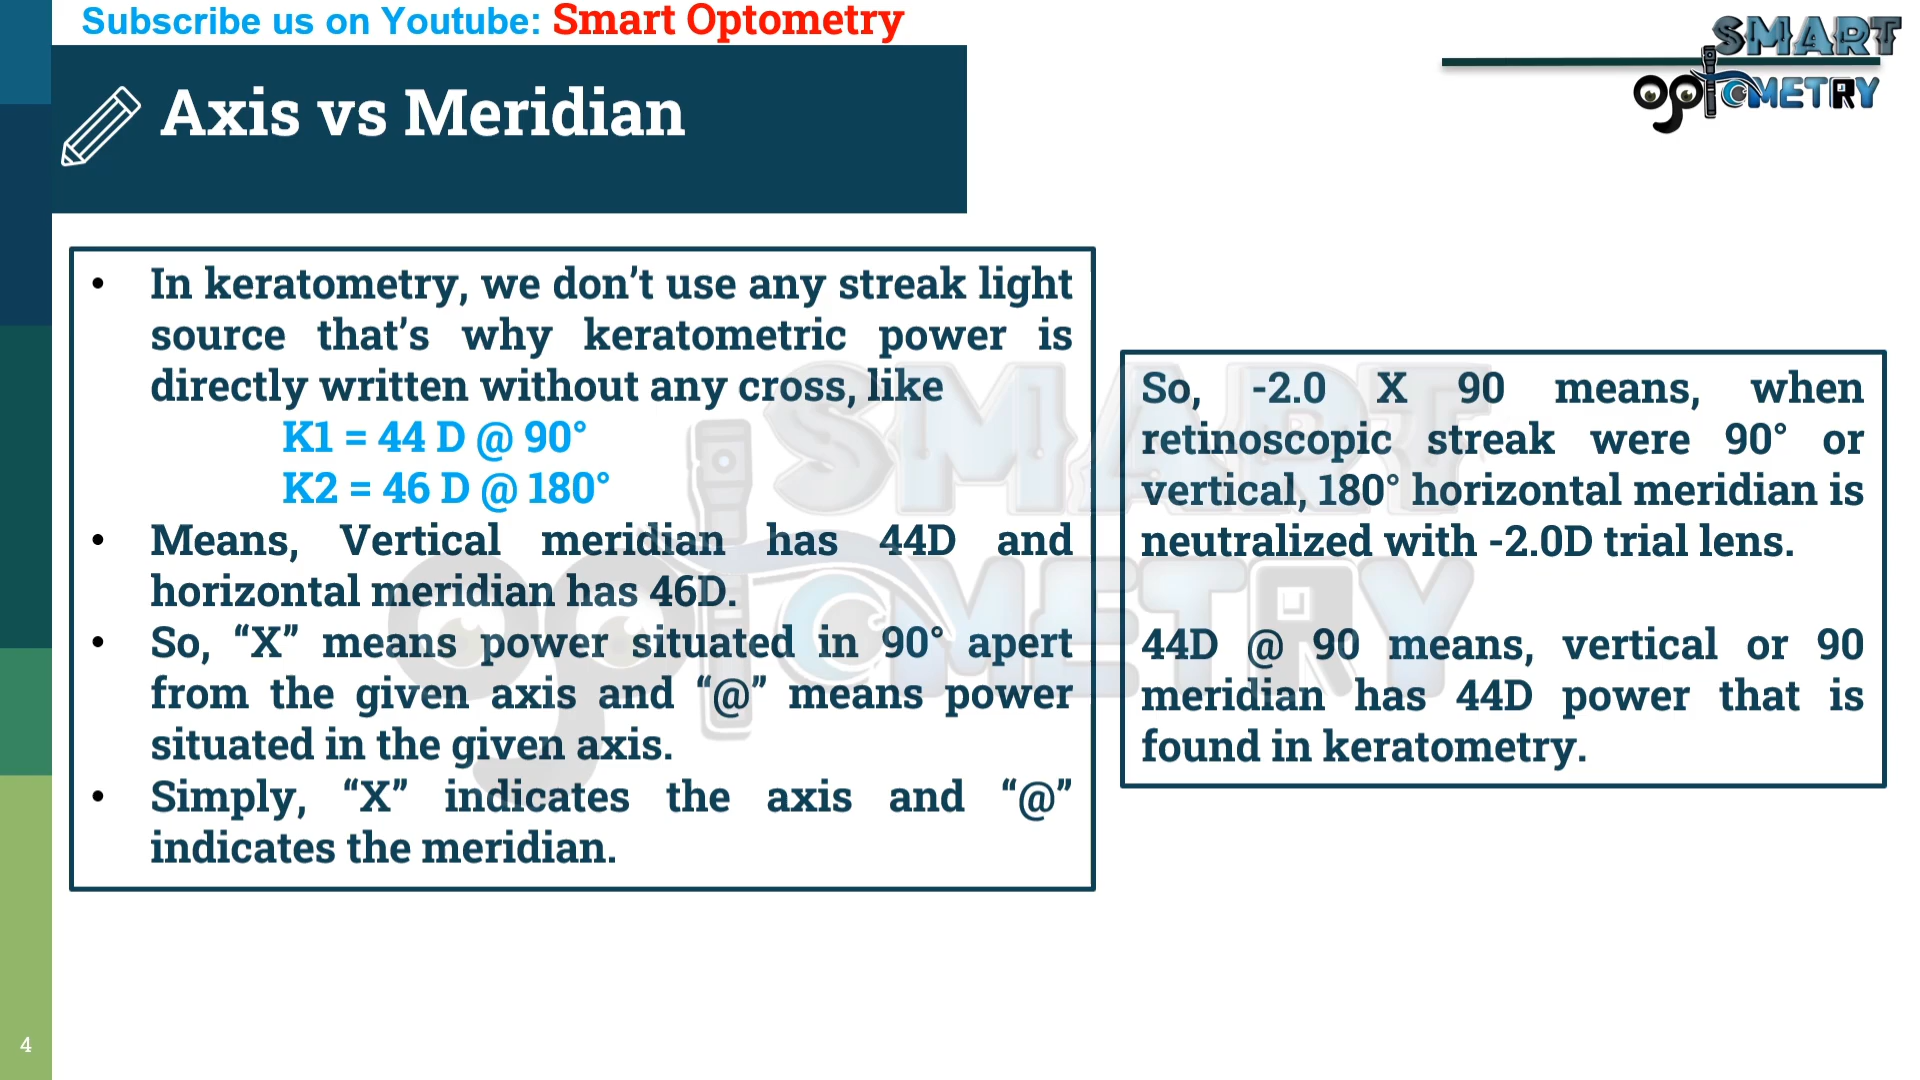 Subscribe us on Youtube: Smart Optometry
SMART
OPTOMETRY
Axis vs Meridian
• In keratometry, we don’t use any streak light
source that’s why keratometric power is
directly written without any cross, like
K1 = 44 D @ 90°
K2 = 46 D @ 180°
• Means, Vertical meridian has 44D and
horizontal meridian has 46D.
• So, “X” means power situated in 90° apert
from the given axis and “@” means power
situated in the given axis.
• Simply, “X” indicates the axis and “@”
indicates the meridian.
So, -2.0 X 90 means, when
retinoscopic streak were 90° or
vertical, 180° horizontal meridian is
neutralized with -2.0D trial lens.
44D @ 90 means, vertical or 90
meridian has 44D power that is
found in keratometry.
SMART
OPTOMETRY
4